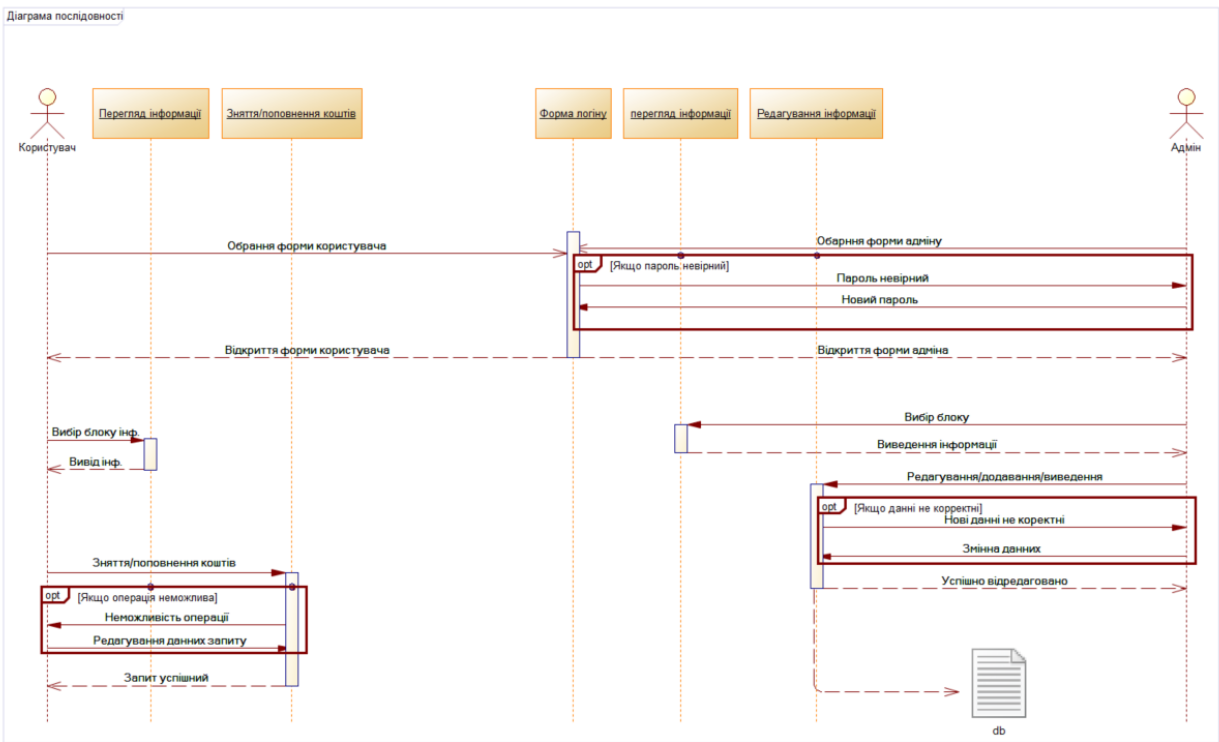 Діаграма послідовності
Перегляд інформації
Зняття/поповнення коштів
Форма логіну
перегляд інформації
Редагування інформації
Користувач
Адмін
Обрання форми користувача
Обарння форми адміну
opt
[Якщо пароль невірний]
Пароль невірний
Новий пароль
Відкриття форми користувача
Відкриття форми адміна
Вибір блоку
Вибір блоку інф.
Виведення інформації
Вивід інф.
Редагування/додавання/виведення
opt
[Якщо данні не корректні]
Нові данні не коректні
Змінна данних
Зняття/поповнення коштів
Успішно відредаговано
opt
[Якщо операція неможлива]
Неможливість операції
Редагування данних запиту
Запит успішний
db